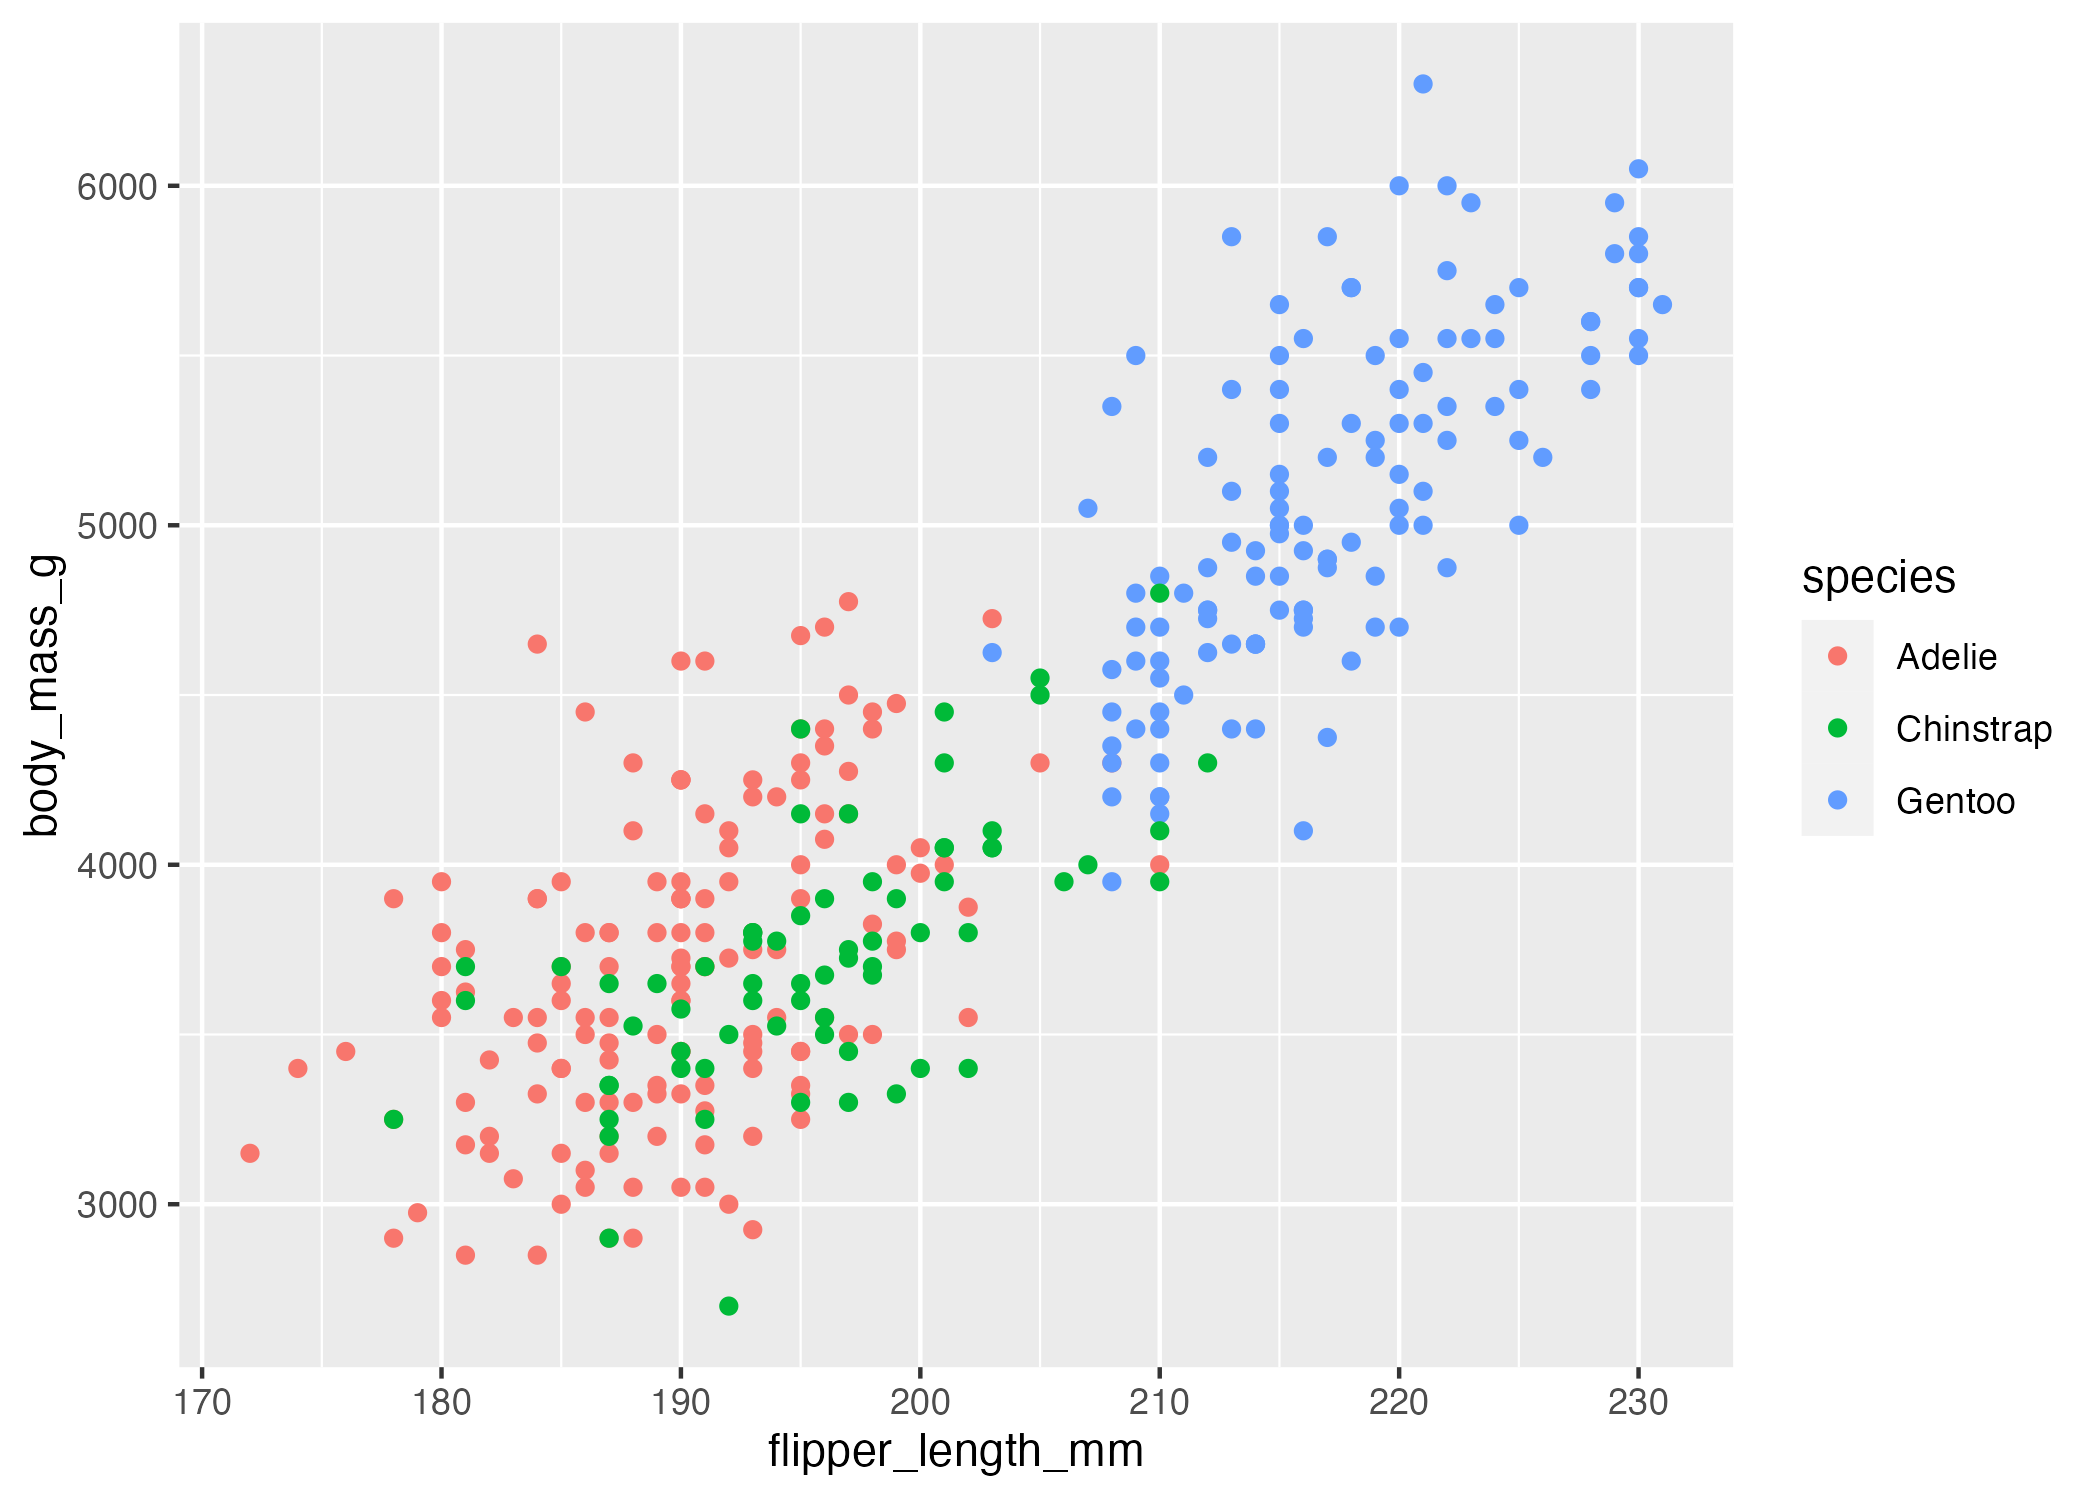 6000
5000
4000
3000
body_mass_g
170 180 190 200 210 220 230
flipper_length_mm
species
Adelie
Chinstrap
Gentoo